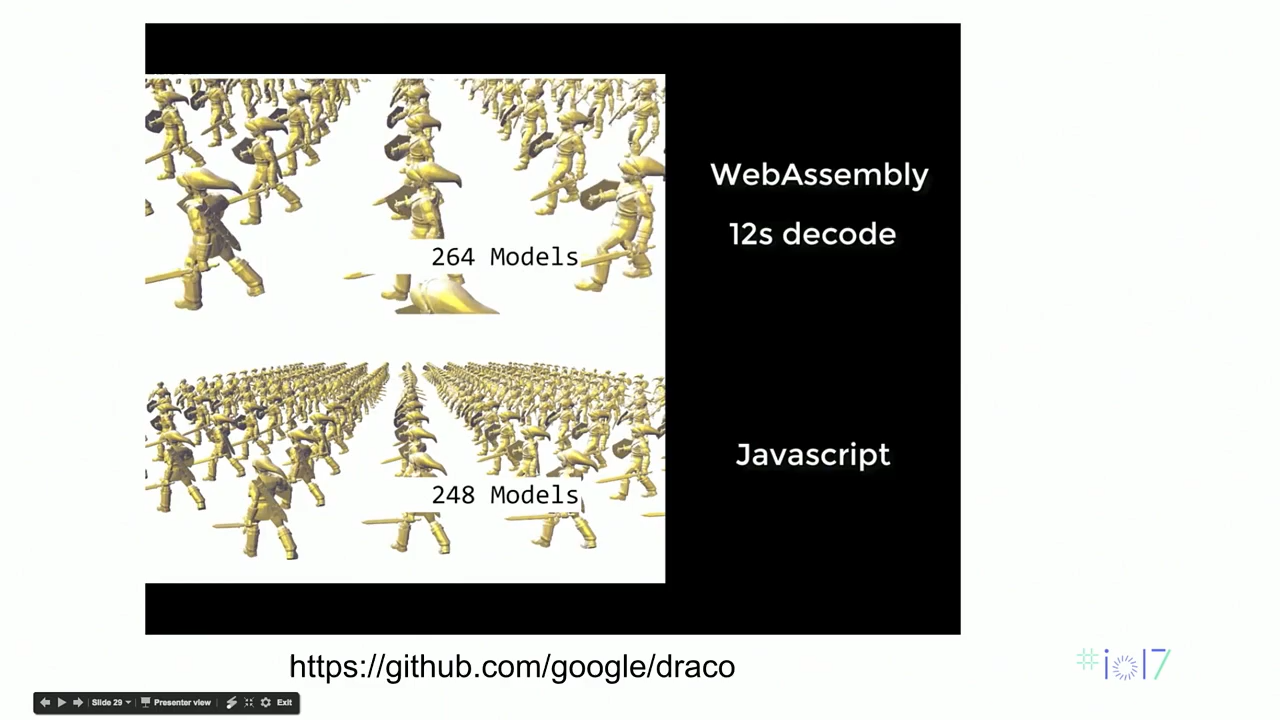 WebAssembly
12s decode
264 Models
Javascript
248 Models
https://github.com/google/draco
#io17
Slide 29
Presenter view
Exit